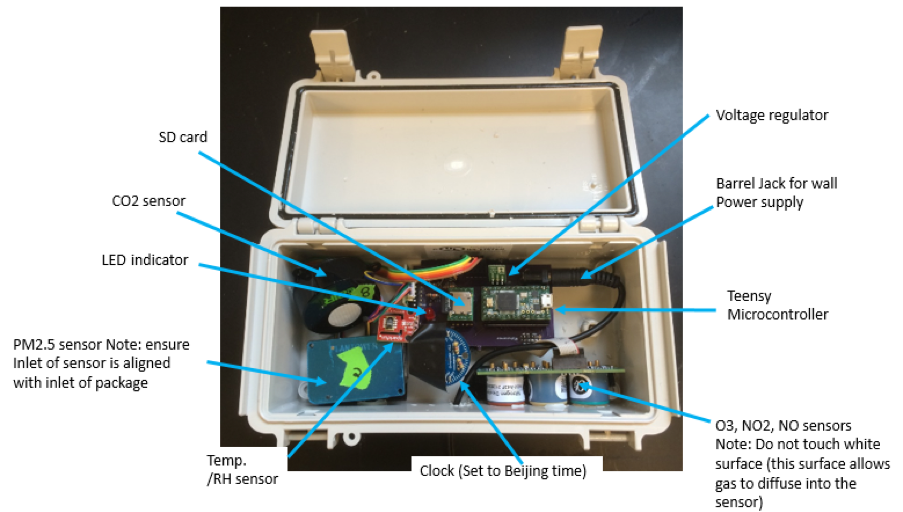 SD card
Voltage regulator
CO2 sensor
Barrel Jack for wall
Power supply
LED indicator
Teensy
Microcontroller
PM2.5 sensor Note: ensure
Inlet of sensor is aligned
with inlet of package
O3, NO2, NO sensors
Note: Do not touch white
surface (this surface allows
gas to diffuse into the
sensor)
Temp.
/RH sensor
Clock (Set to Beijing time)